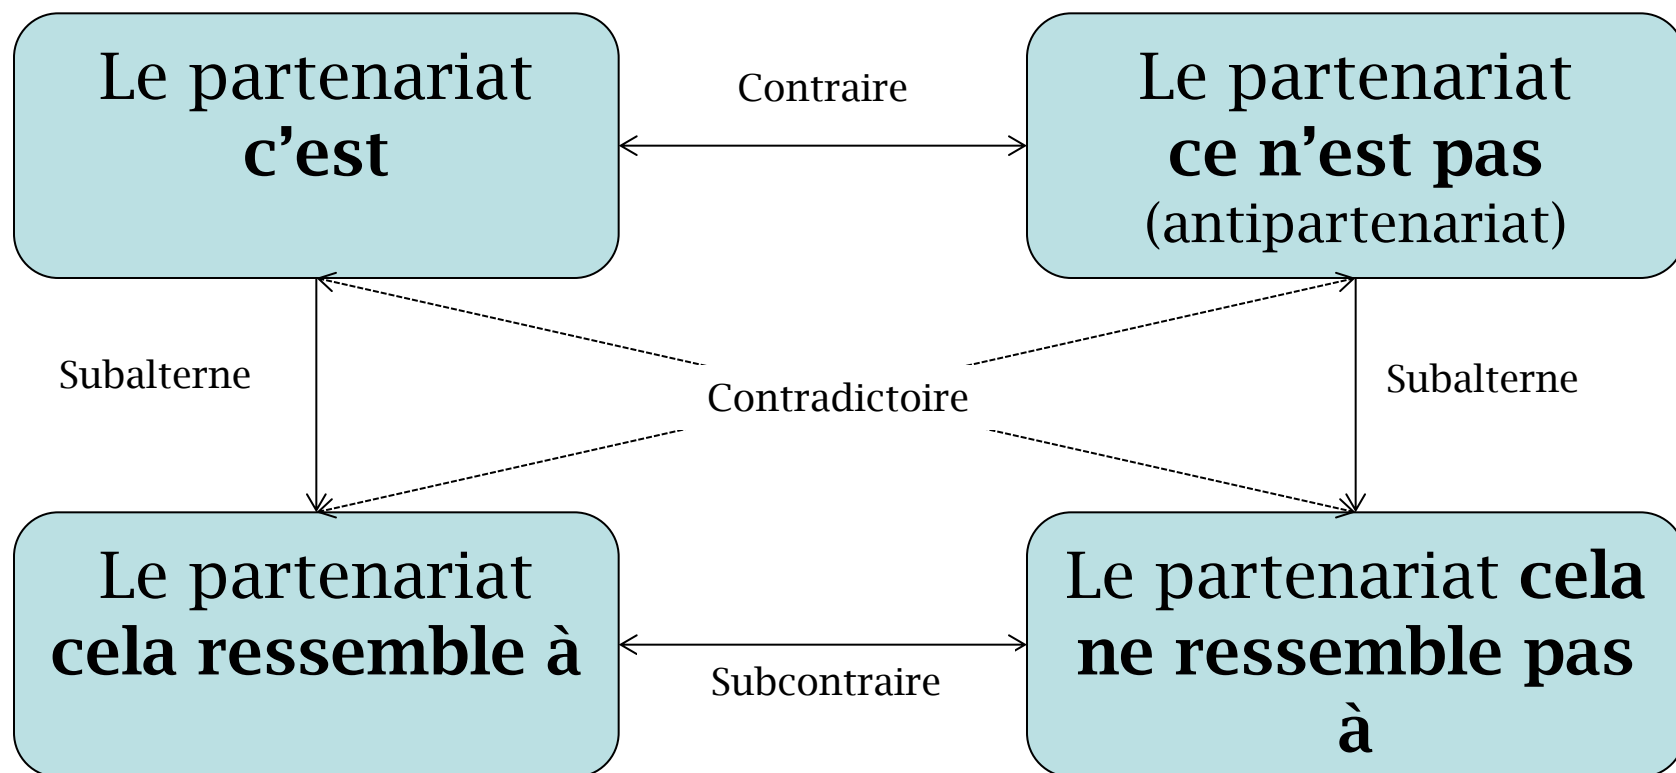 Le partenariat
c’est
Contraire
Le partenariat
ce n’est pas
(antipartenariat)
Subalterne
Contradictoire
Subalterne
Le partenariat
cela ressemble à
Subcontraire
Le partenariat cela
ne ressemble pas
à